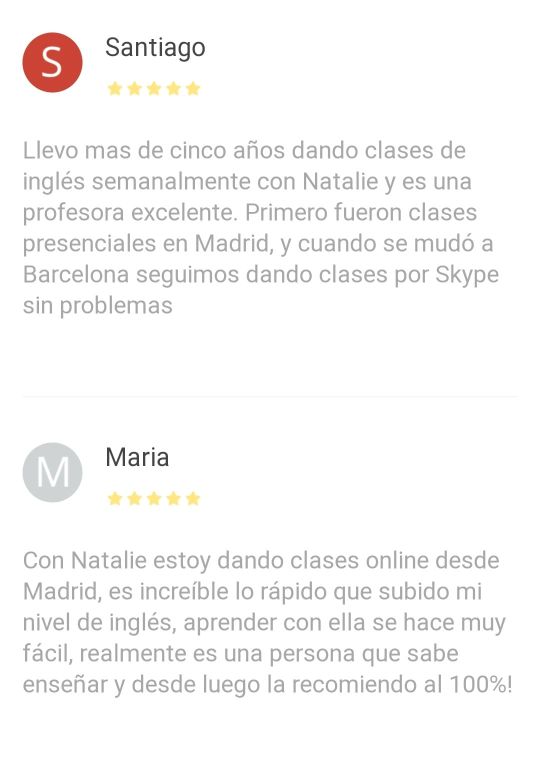 S
Santiago
Llevo mas de cinco años dando clases de
inglés semanalmente con Natalie y es una
profesora excelente. Primero fueron clases
presenciales en Madrid, y cuando se mudó a
Barcelona seguimos dando clases por Skype
sin problemas
M
Maria
Con Natalie estoy dando clases online desde
Madrid, es increíble lo rápido que subido mi
nivel de inglés, aprender con ella se hace muy
fácil, realmente es una persona que sabe
enseñar y desde luego la recomiendo al 100%!